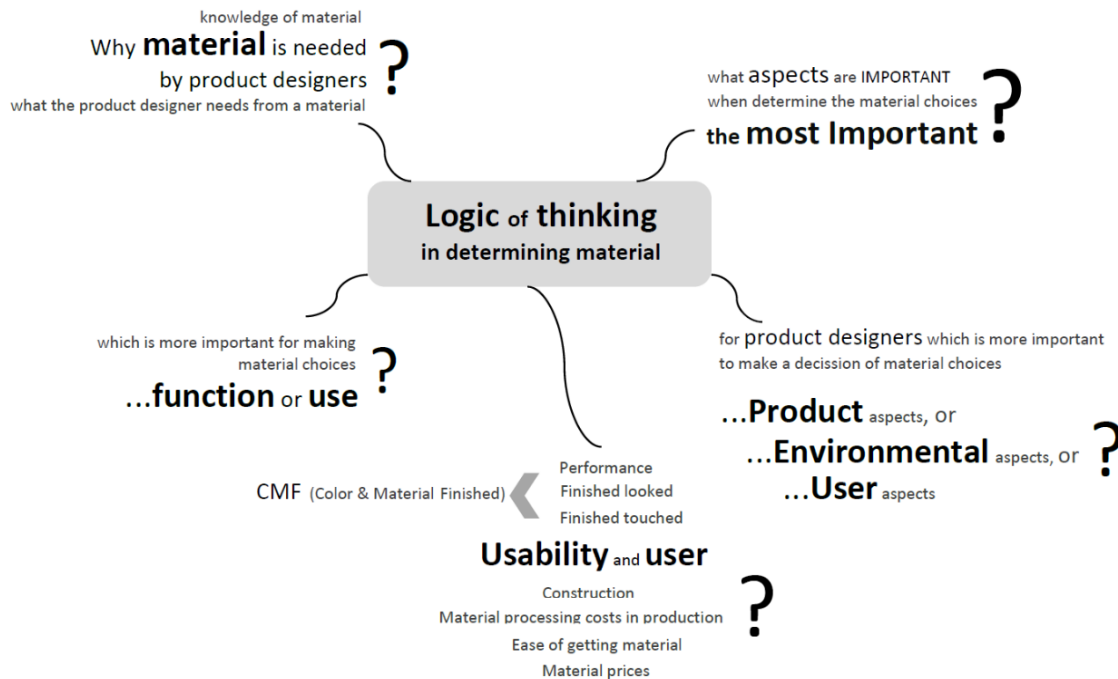 knowledge of material
Why material is needed
by product designers
what the product designer needs from a material
?
what aspects are IMPORTANT
when determine the material choices
the most Important
?
Logic of thinking
in determining material
which is more important for making
material choices
...function or use
?
for product designers which is more important
to make a decission of material choices
...Product aspects, or
...Environmental aspects, or
...User aspects
?
CMF (Color & Material Finished)
Performance
Finished looked
Finished touched
Usability and user
Construction
Material processing costs in production
Ease of getting material
Material prices
?